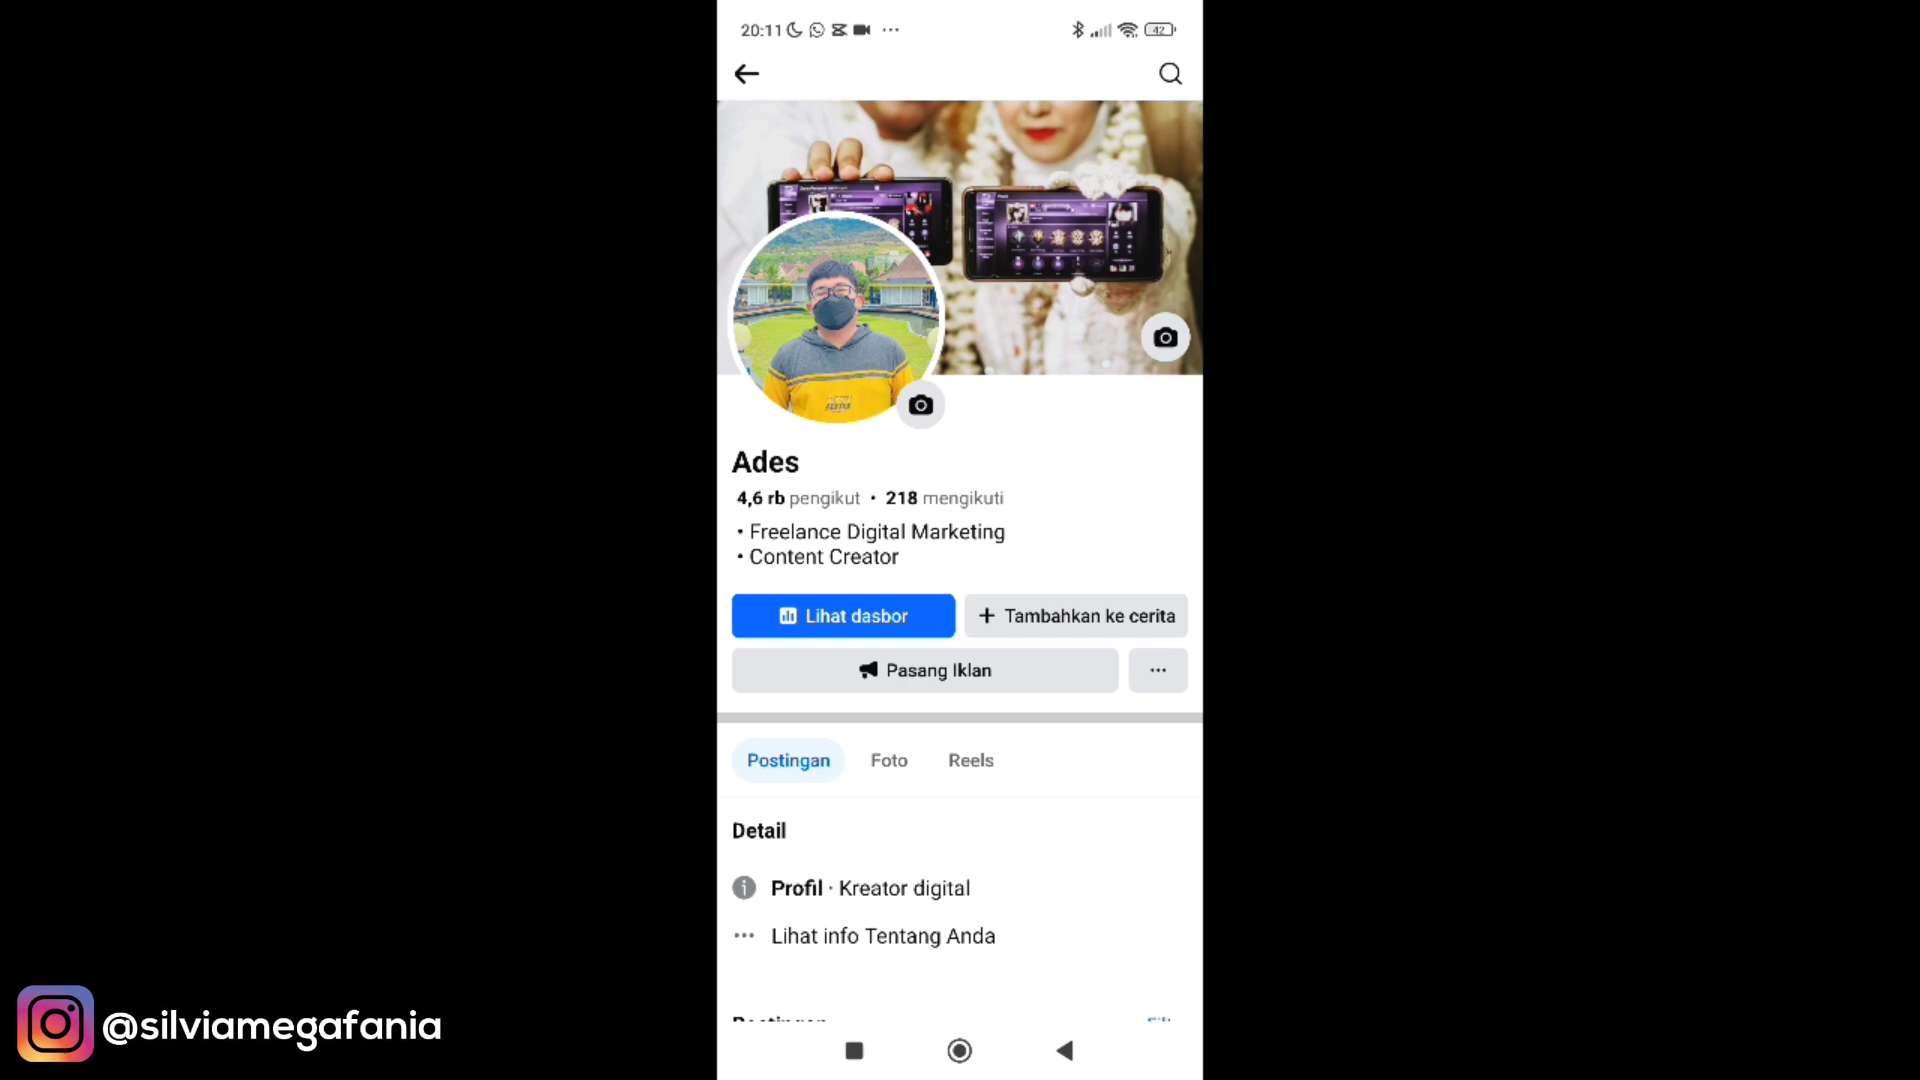 20:11
42
Ades
4,6 rb pengikut • 218 mengikuti
• Freelance Digital Marketing
• Content Creator
Lihat dasbor
+ Tambahkan ke cerita
Pasang Iklan
Postingan
Foto
Reels
Detail
Profil · Kreator digital
Lihat info Tentang Anda
@silviamegafania